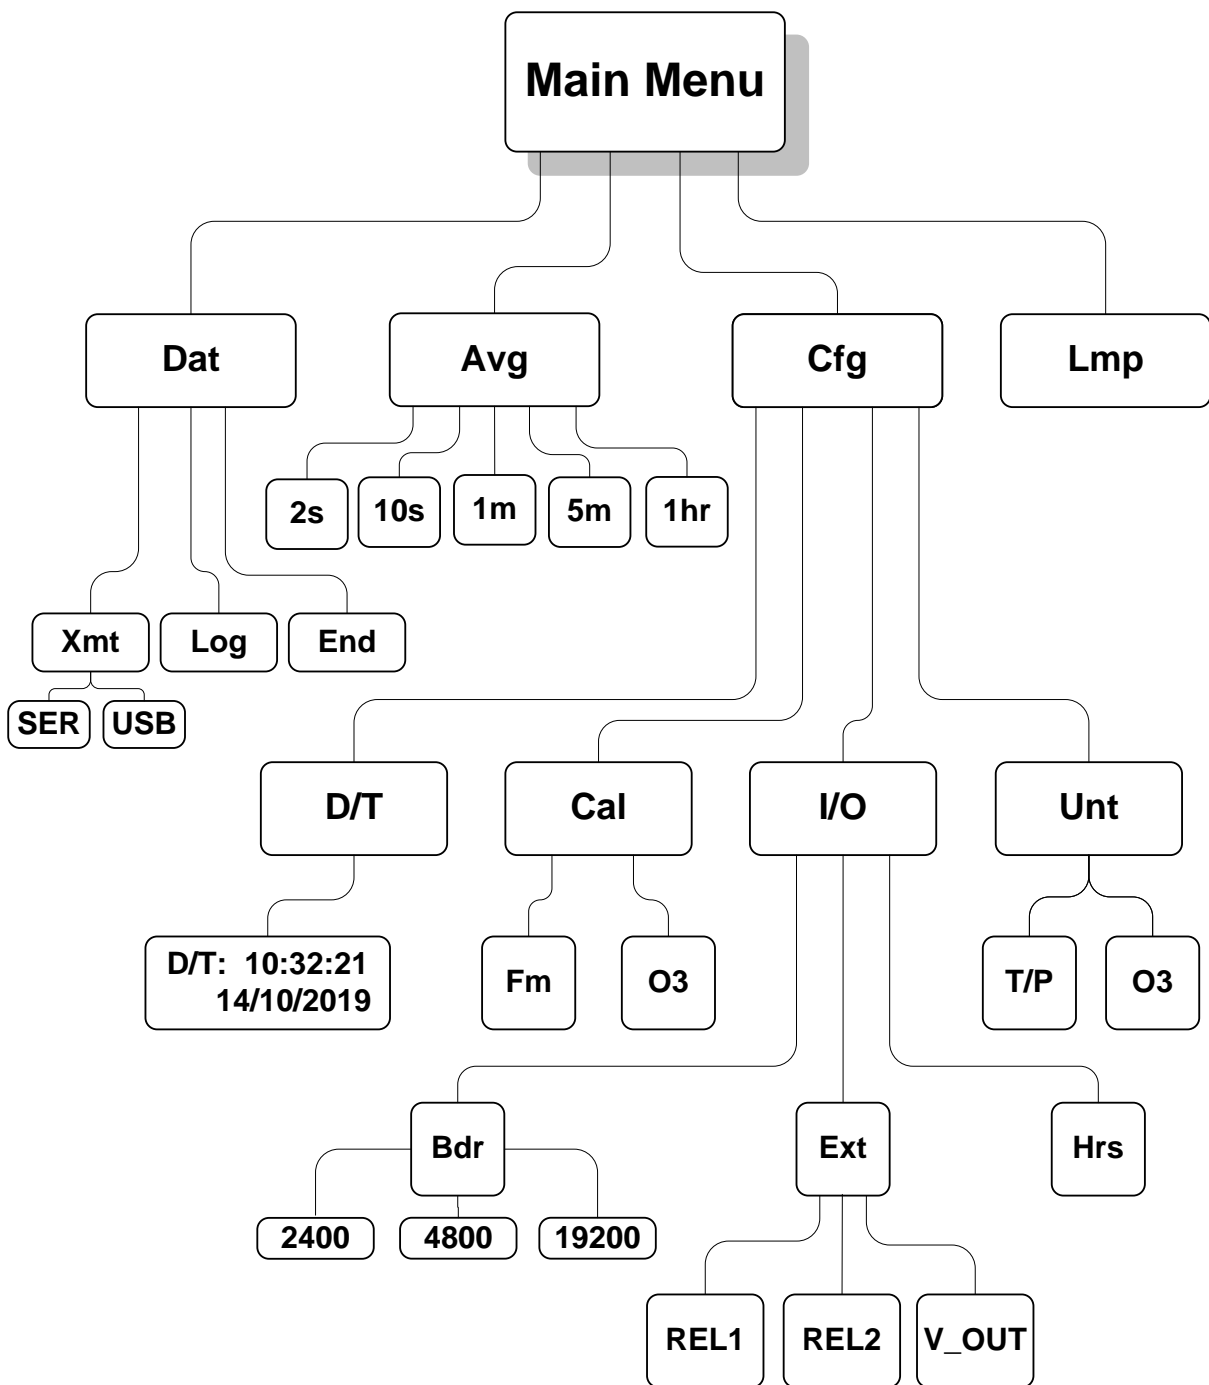 Main Menu
Dat
Avg
Cfg
Lmp
2s
10s
1m
5m
1hr
Xmt
Log
End
SER
USB
D/T
Cal
I/O
Unt
D/T: 10:32:21
14/10/2019
Fm
O3
T/P
O3
Bdr
Ext
Hrs
2400
4800
19200
REL1
REL2
V_OUT